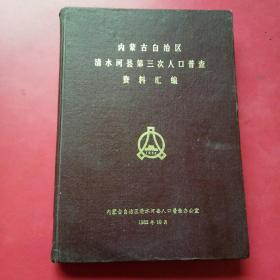 内蒙古自治区
清水河县第三次人口普查
资料汇编
内蒙古自治区清水河县人口普查办公室
1983年10月